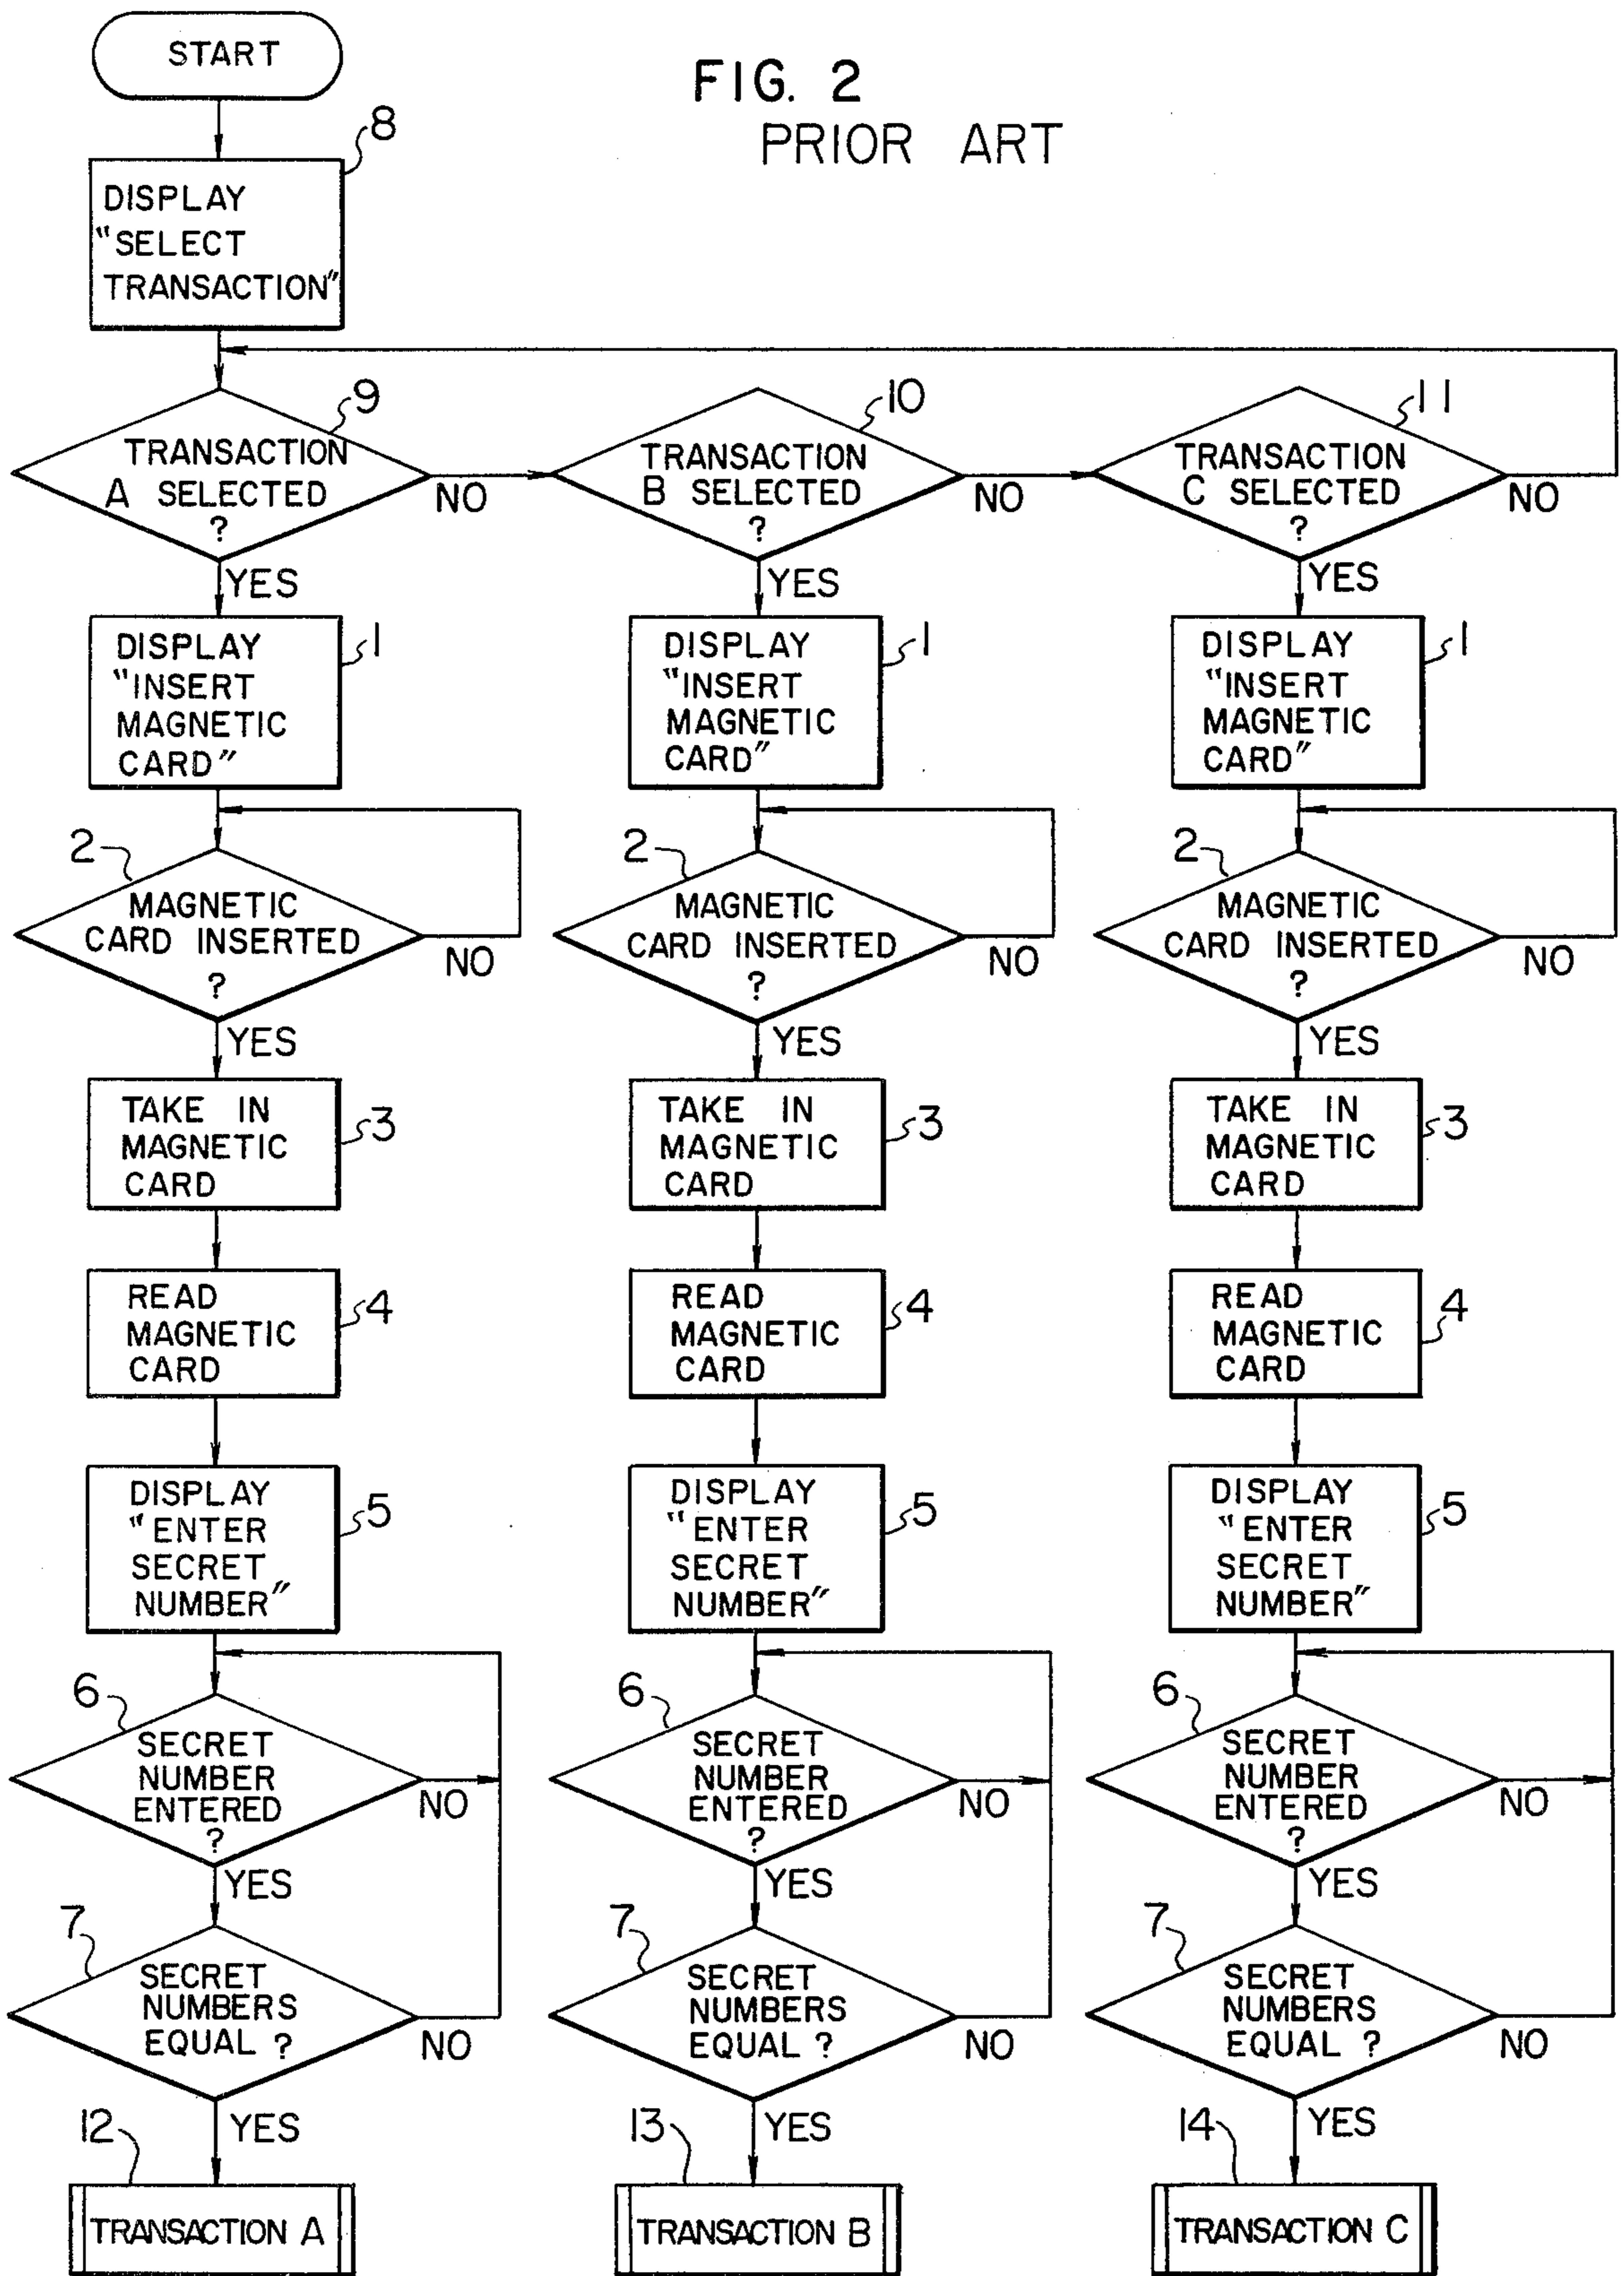 START
FIG. 2
PRIOR ART
8
DISPLAY
"SELECT
TRANSACTION"
9
TRANSACTION
A SELECTED
?
NO
YES
10
TRANSACTION
B SELECTED
?
NO
YES
11
TRANSACTION
C SELECTED
?
NO
YES
1
DISPLAY
"INSERT
MAGNETIC
CARD"
1
DISPLAY
"INSERT
MAGNETIC
CARD"
1
DISPLAY
"INSERT
MAGNETIC
CARD"
2
MAGNETIC
CARD INSERTED
?
NO
YES
2
MAGNETIC
CARD INSERTED
?
NO
YES
2
MAGNETIC
CARD INSERTED
?
NO
YES
TAKE IN
MAGNETIC
CARD
3
TAKE IN
MAGNETIC
CARD
3
TAKE IN
MAGNETIC
CARD
3
READ
MAGNETIC
CARD
4
READ
MAGNETIC
CARD
4
READ
MAGNETIC
CARD
4
DISPLAY
"ENTER
SECRET
NUMBER"
5
DISPLAY
"ENTER
SECRET
NUMBER"
5
DISPLAY
"ENTER
SECRET
NUMBER"
5
6
SECRET
NUMBER
ENTERED
?
NO
YES
6
SECRET
NUMBER
ENTERED
?
NO
YES
6
SECRET
NUMBER
ENTERED
?
NO
YES
7
SECRET
NUMBERS
EQUAL ?
NO
YES
7
SECRET
NUMBERS
EQUAL ?
NO
YES
7
SECRET
NUMBERS
EQUAL ?
NO
YES
12
TRANSACTION A
13
TRANSACTION B
14
TRANSACTION C